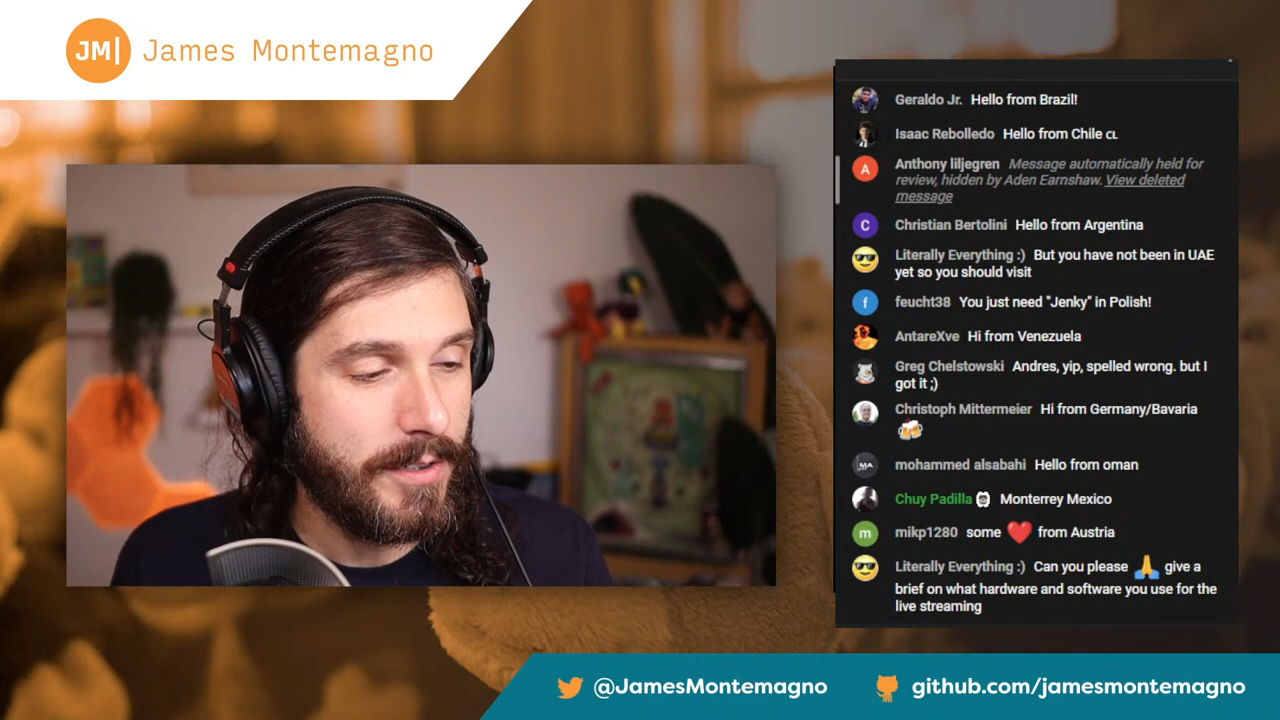 JM|
James Montemagno
Geraldo Jr. Hello from Brazil!
Isaac Rebolledo Hello from Chile CL
Anthony liljegren Message automatically held for
review, hidden by Aden Earnshaw. View deleted
message
A
C
Christian Bertolini Hello from Argentina
Literally Everything :) But you have not been in UAE
yet so you should visit
f
feucht38 You just need "Jenky" in Polish!
AntareXve Hi from Venezuela
Greg Chelstowski Andres, yip, spelled wrong. but I
got it ;)
Christoph Mittermeier Hi from Germany/Bavaria
🍻
MA
mohammed alsabahi Hello from oman
Chuy Padilla Monterrey Mexico
m
mikp1280 some ❤️ from Austria
Literally Everything :) Can you please 🙏 give a
brief on what hardware and software you use for the
live streaming
@JamesMontemagno
github.com/jamesmontemagno